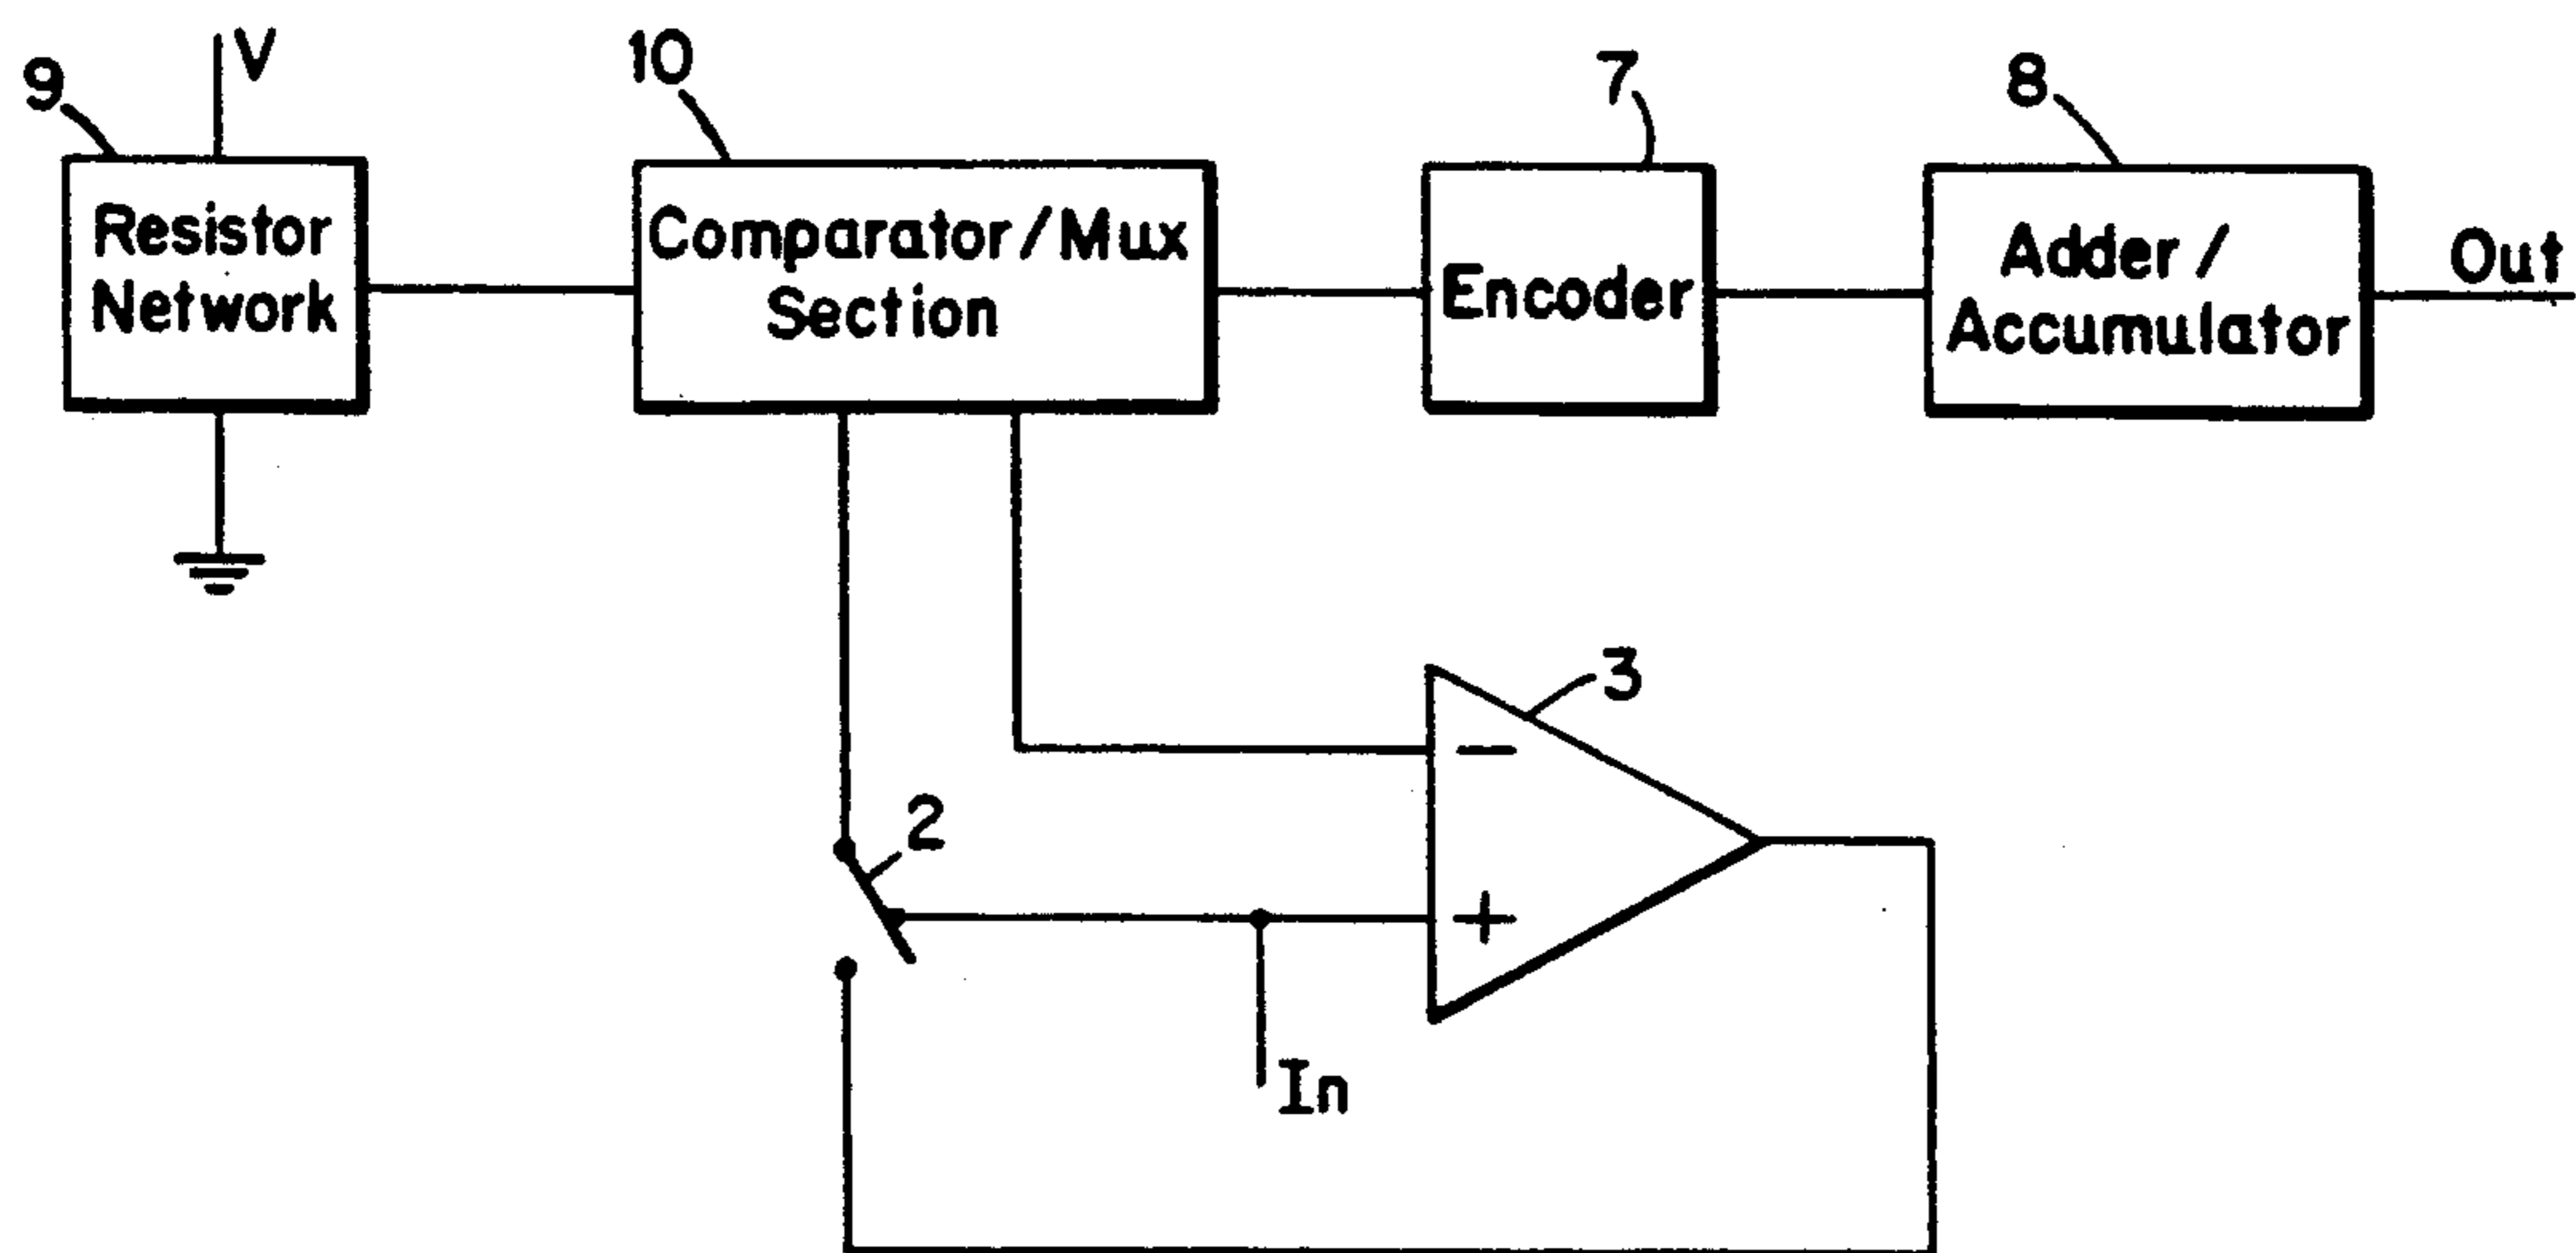 V
9
10
7
8
Resistor
Network
Comparator/Mux
Section
Encoder
Adder/
Accumulator
Out
3
−
2
+
In